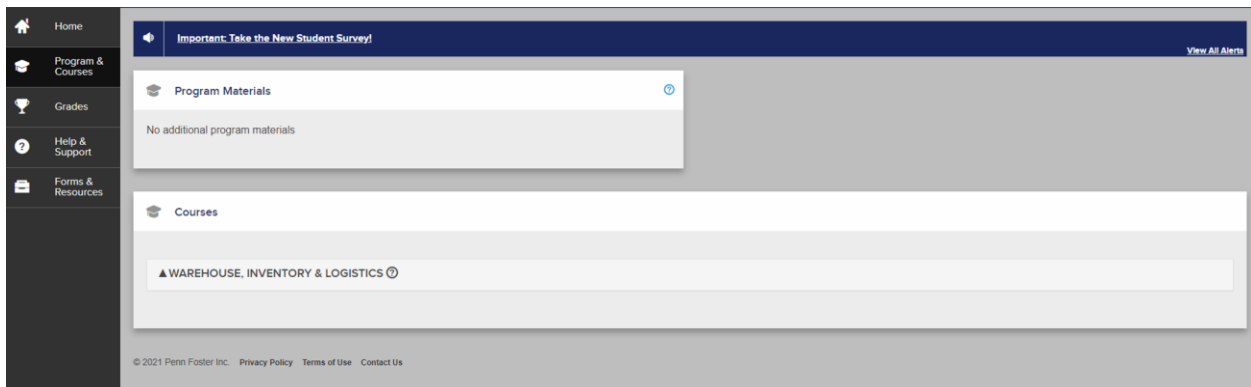 Home
Program &
Courses
Grades
Help &
Support
Forms &
Resources
Important: Take the New Student Survey!
View All Alerts
Program Materials
No additional program materials
Courses
▲WAREHOUSE, INVENTORY & LOGISTICS
© 2021 Penn Foster Inc. Privacy Policy Terms of Use Contact Us